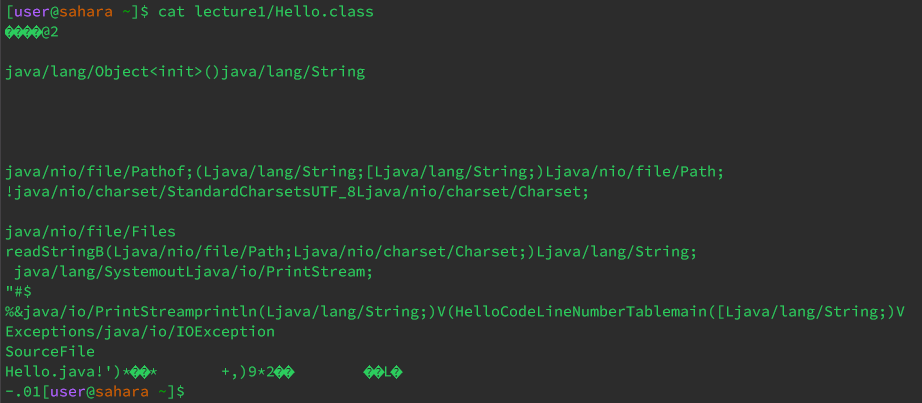 [user@sahara ~]$ cat lecture1/Hello.class
����@2
java/lang/Object<init>()java/lang/String
java/nio/file/Pathof;(Ljava/lang/String;[Ljava/lang/String;)Ljava/nio/file/Path;
!java/nio/charset/StandardCharsetsUTF_8Ljava/nio/charset/Charset;
java/nio/file/Files
readStringB(Ljava/nio/file/Path;Ljava/nio/charset/Charset;)Ljava/lang/String;
java/lang/SystemoutLjava/io/PrintStream;
"#$
%&java/io/PrintStreamprintln(Ljava/lang/String;)V(HelloCodeLineNumberTablemain([Ljava/lang/String;)V
Exceptions/java/io/IOException
SourceFile
Hello.java!')*��* +,)9*2�� ��L�
-.01[user@sahara ~]$